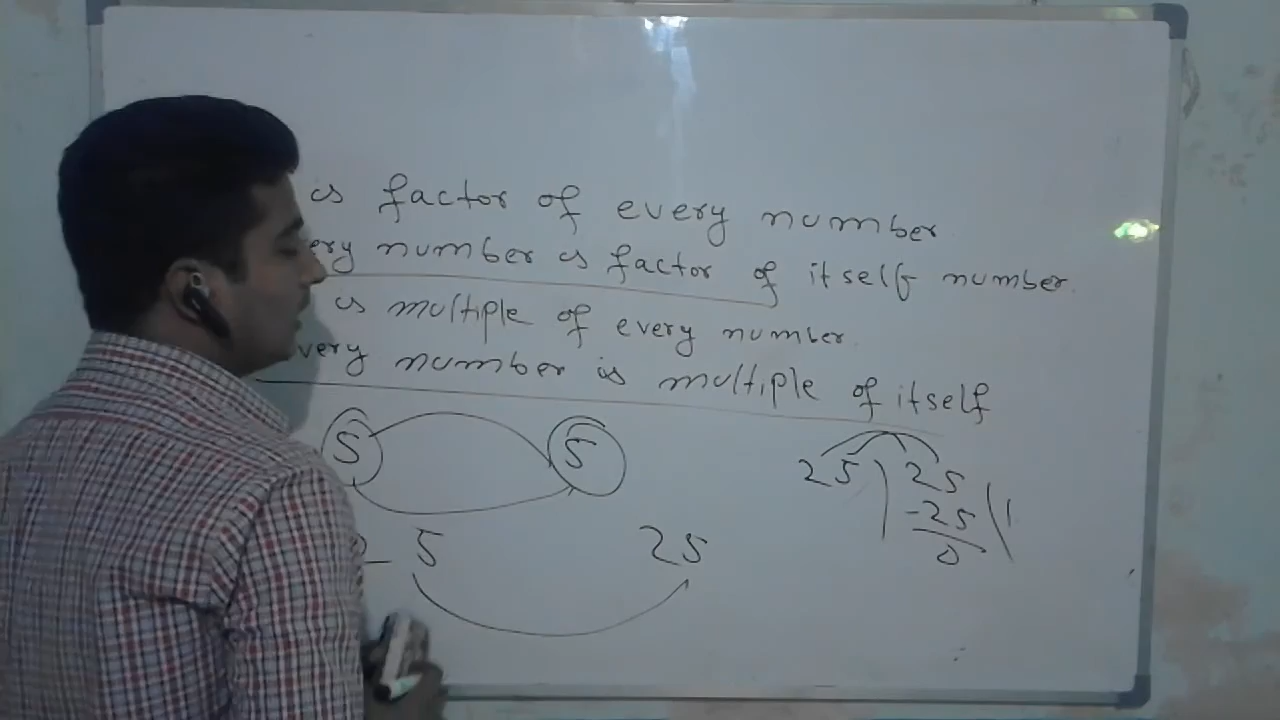 is factor of every number
ery number is factor of itself number.
is multiple of every number.
very number is multiple of itself
5 5
25 ) 25 ( 1
-25
0
5 25